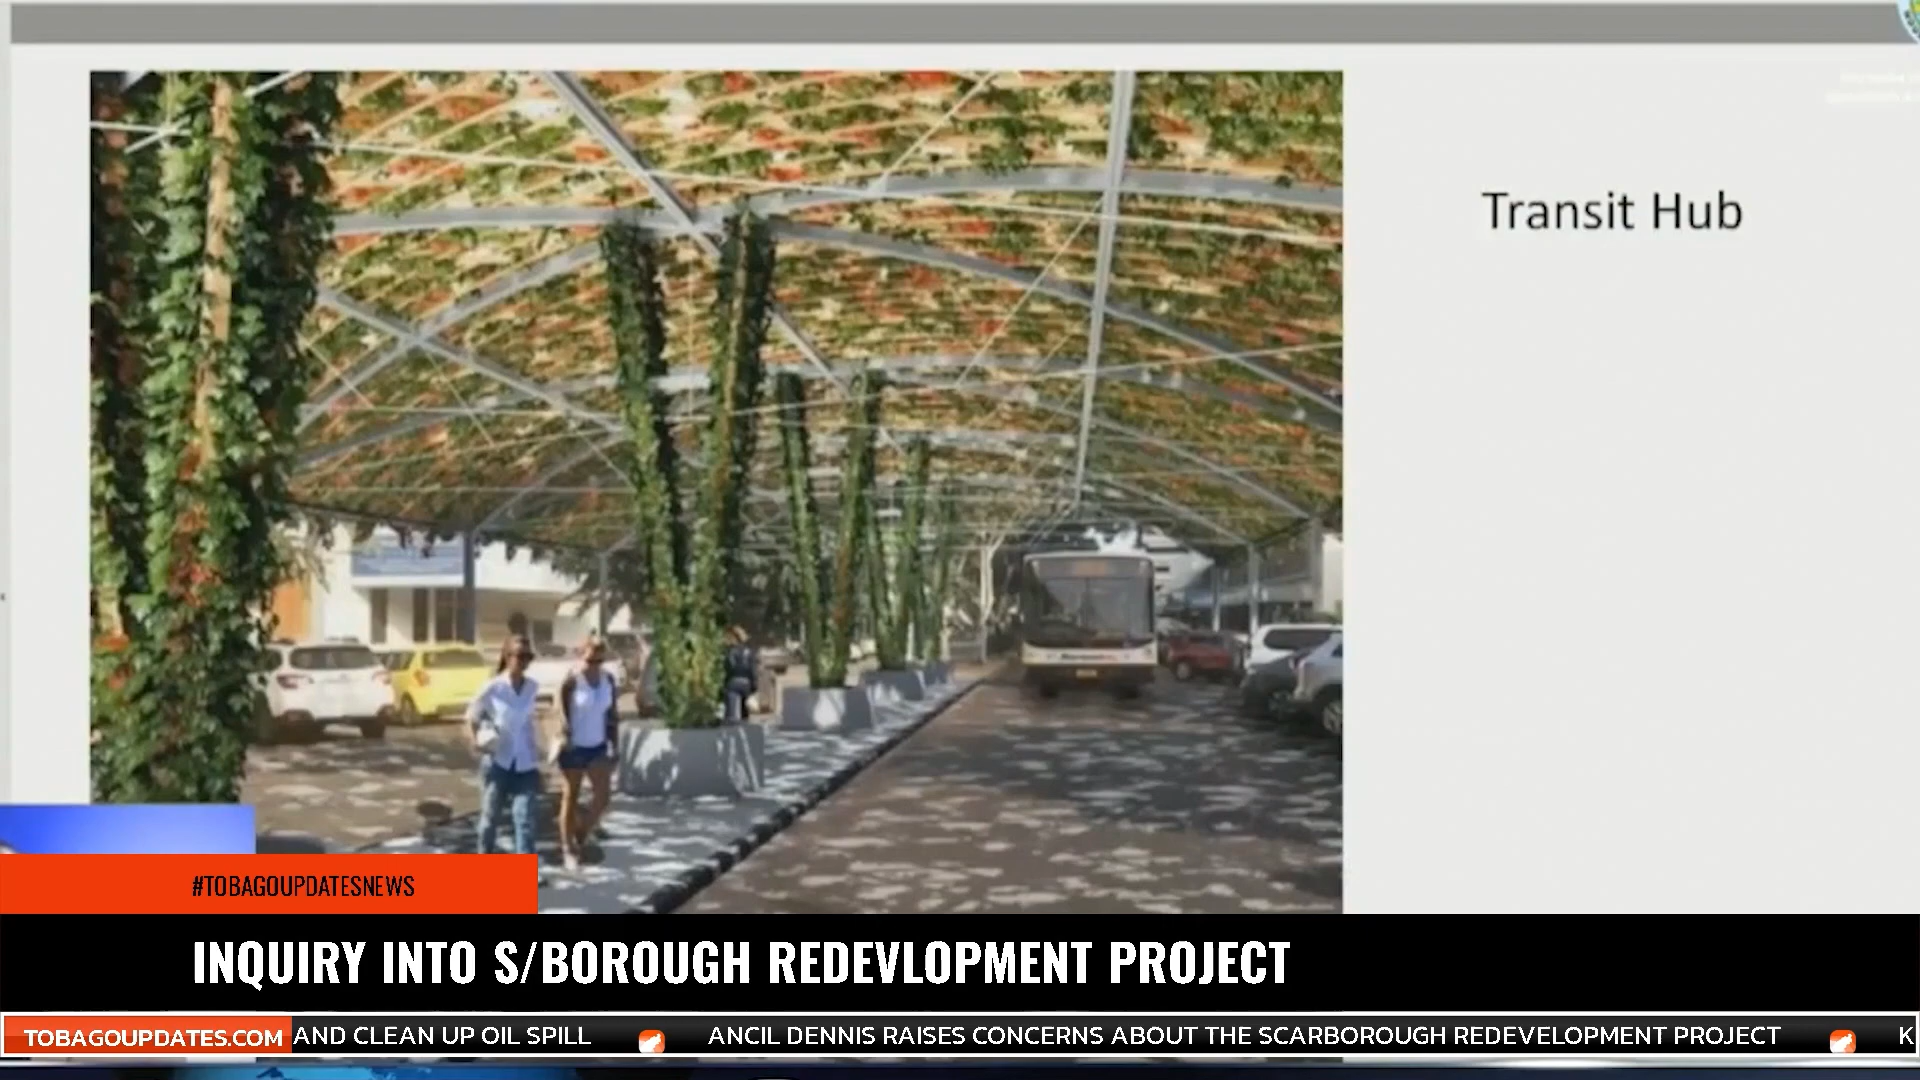 Transit Hub
#TOBAGOUPDATESNEWS
INQUIRY INTO S/BOROUGH REDEVLOPMENT PROJECT
TOBAGOUPDATES.COM AND CLEAN UP OIL SPILL ANCIL DENNIS RAISES CONCERNS ABOUT THE SCARBOROUGH REDEVELOPMENT PROJECT K